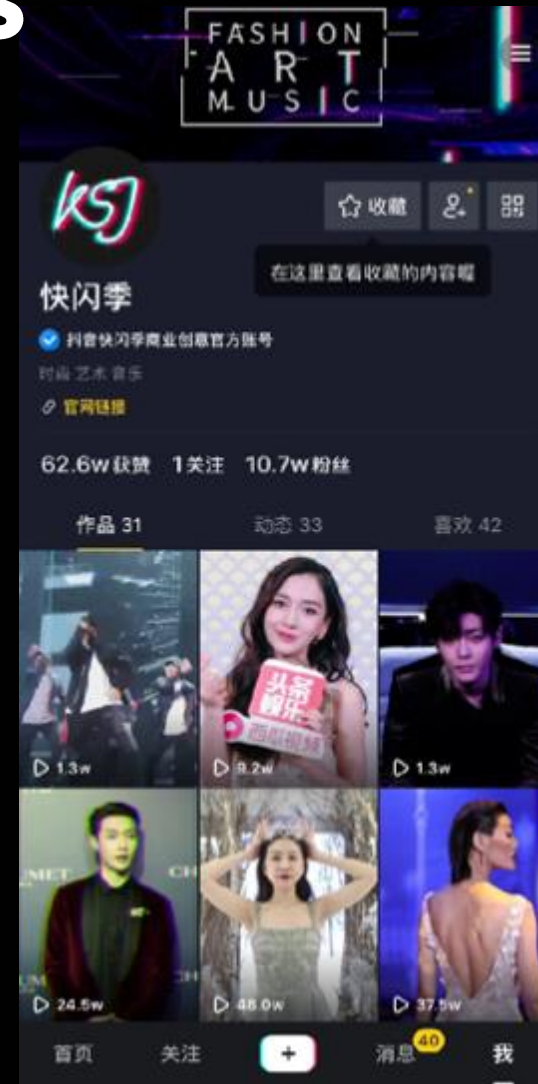 S
FASHION
ART
MUSIC
KSJ
收藏
在这里查看收藏的内容喔
快闪季
抖音快闪季商业创意官方账号
时尚 艺术 音乐
官网链接
62.6w获赞 1关注 10.7w粉丝
作品 31 动态 33 喜欢 42
头条
娱乐
西瓜视频
1.3w 9.2w 1.3w
CHUMET CH
24.5w 48.0w 37.5w
首页 关注 + 消息 40 我